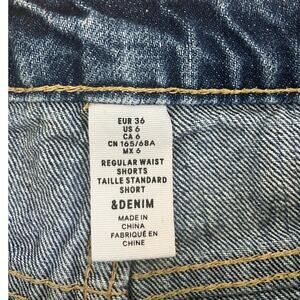 EUR 36
US 6
CA 6
CN 165/68A
MX 6
REGULAR WAIST
SHORTS
TAILLE STANDARD
SHORT
&DENIM
MADE IN
CHINA
FABRIQUÉ EN
CHINE